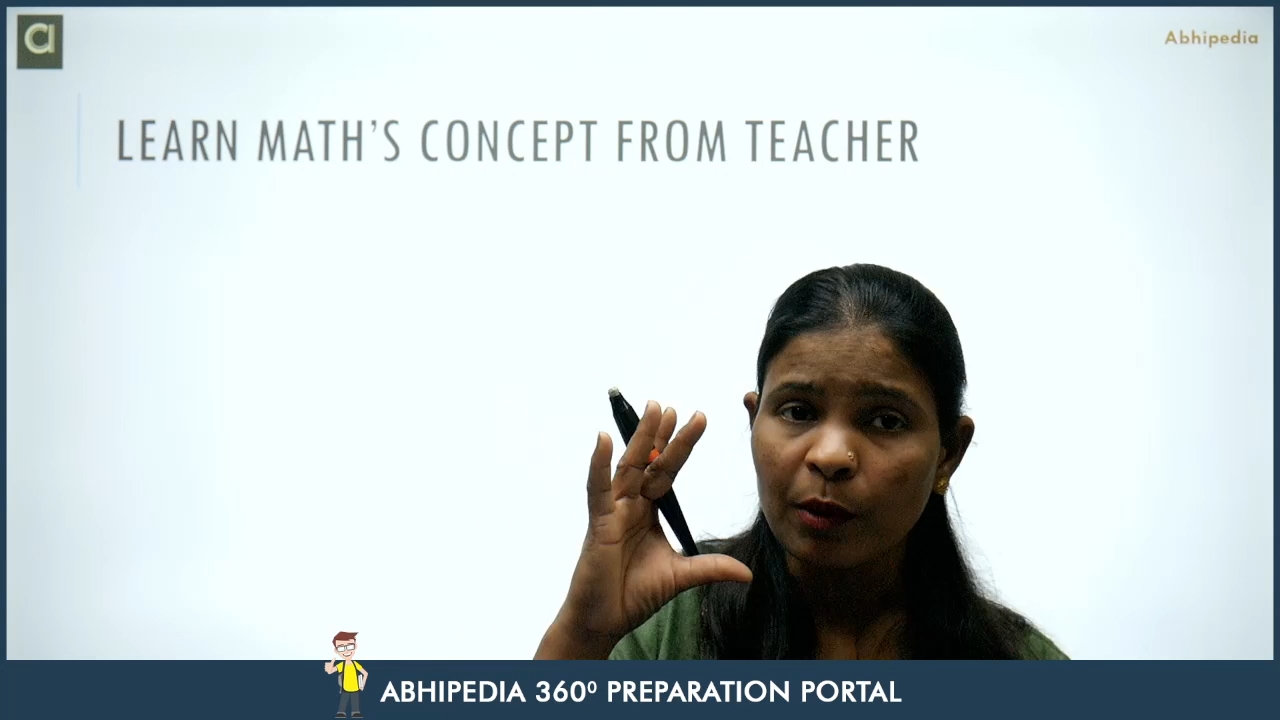 a
Abhipedia
LEARN MATH'S CONCEPT FROM TEACHER
ABHIPEDIA 360⁰ PREPARATION PORTAL